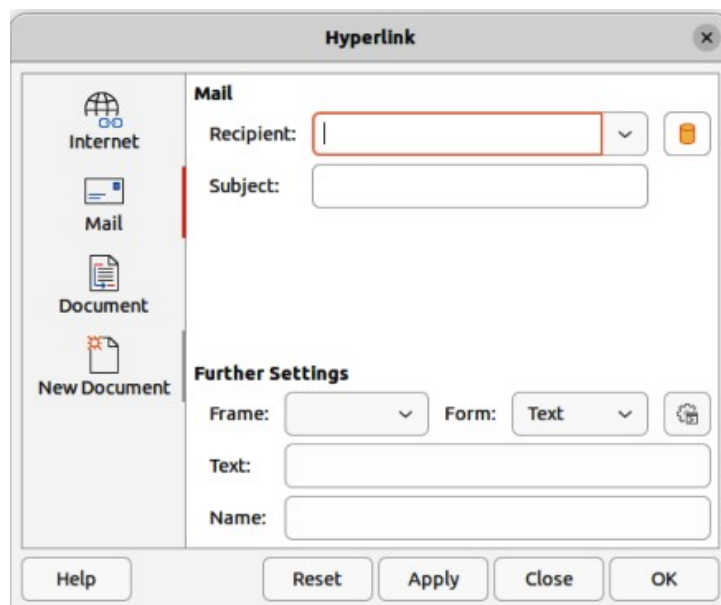 Hyperlink
Internet
Mail
Document
New Document
Mail
Recipient:
Subject:
Further Settings
Frame: Form: Text
Text:
Name:
Help Reset Apply Close OK